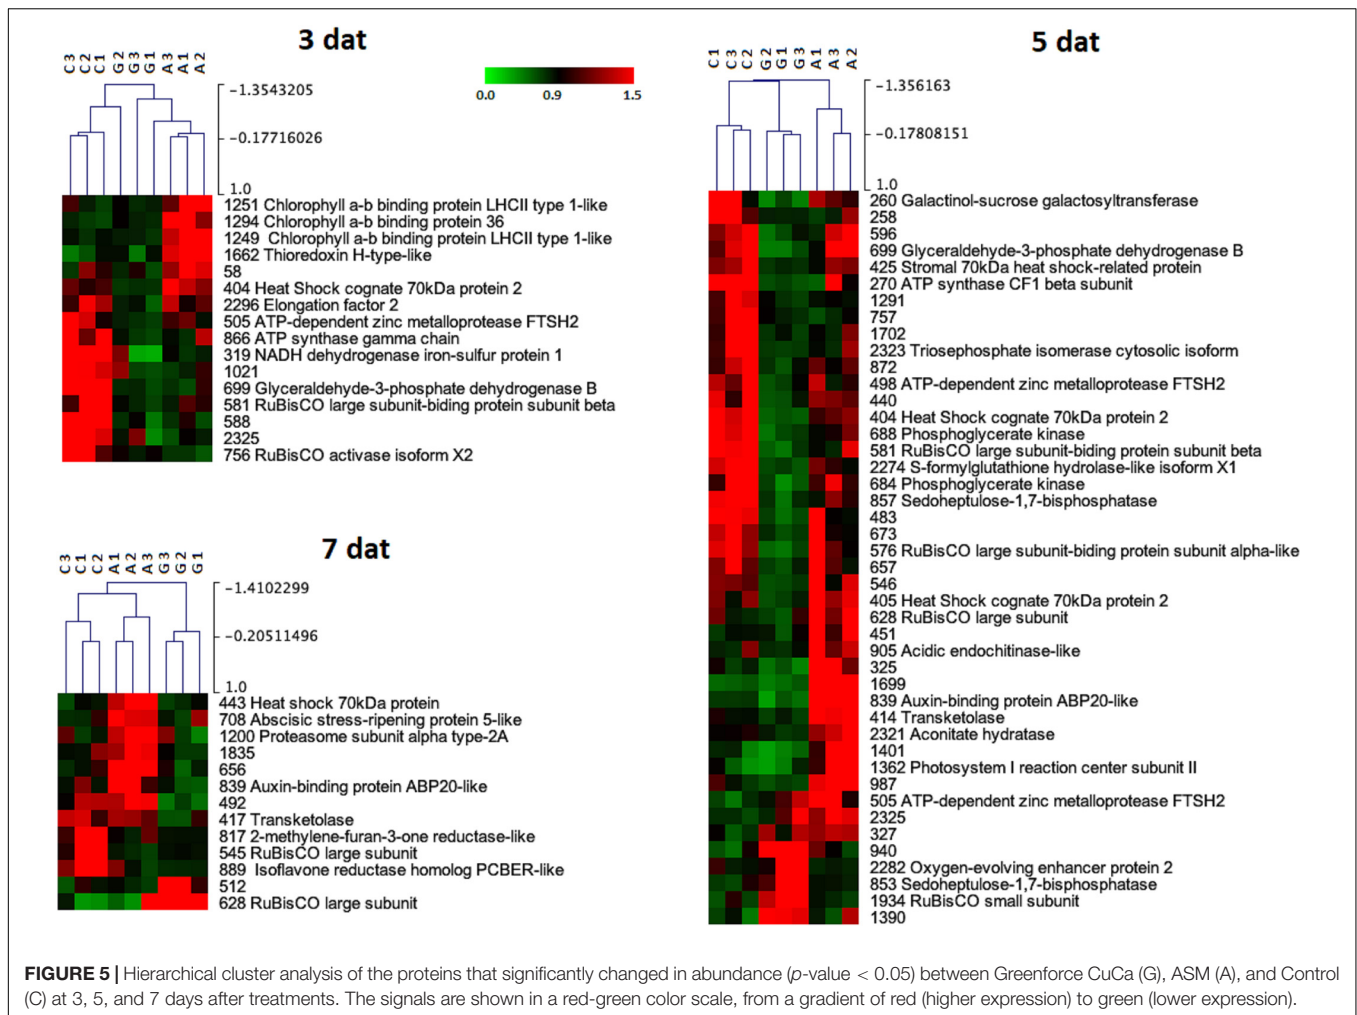 3 dat
C3 C2 C1 G2 G3 G1 A3 A1 A2
-1.3543205
-0.17716026
1.0
0.0 0.9 1.5
1251 Chlorophyll a-b binding protein LHCII type 1-like
1294 Chlorophyll a-b binding protein 36
1249 Chlorophyll a-b binding protein LHCII type 1-like
1662 Thioredoxin H-type-like
58
404 Heat Shock cognate 70kDa protein 2
2296 Elongation factor 2
505 ATP-dependent zinc metalloprotease FTSH2
866 ATP synthase gamma chain
319 NADH dehydrogenase iron-sulfur protein 1
1021
699 Glyceraldehyde-3-phosphate dehydrogenase B
581 RuBisCO large subunit-biding protein subunit beta
588
2325
756 RuBisCO activase isoform X2
7 dat
C3 C1 C2 A1 A2 A3 G3 G2 G1
-1.4102299
-0.20511496
1.0
443 Heat shock 70kDa protein
708 Abscisic stress-ripening protein 5-like
1200 Proteasome subunit alpha type-2A
1835
656
839 Auxin-binding protein ABP20-like
492
417 Transketolase
817 2-methylene-furan-3-one reductase-like
545 RuBisCO large subunit
889 Isoflavone reductase homolog PCBER-like
512
628 RuBisCO large subunit
5 dat
C1 C3 C2 G2 G1 G3 A1 A3 A2
-1.356163
-0.17808151
1.0
260 Galactinol-sucrose galactosyltransferase
258
596
699 Glyceraldehyde-3-phosphate dehydrogenase B
425 Stromal 70kDa heat shock-related protein
270 ATP synthase CF1 beta subunit
1291
757
1702
2323 Triosephosphate isomerase cytosolic isoform
872
498 ATP-dependent zinc metalloprotease FTSH2
440
404 Heat Shock cognate 70kDa protein 2
688 Phosphoglycerate kinase
581 RuBisCO large subunit-biding protein subunit beta
2274 S-formylglutathione hydrolase-like isoform X1
684 Phosphoglycerate kinase
857 Sedoheptulose-1,7-bisphosphatase
483
673
576 RuBisCO large subunit-biding protein subunit alpha-like
657
546
405 Heat Shock cognate 70kDa protein 2
628 RuBisCO large subunit
451
905 Acidic endochitinase-like
325
1699
839 Auxin-binding protein ABP20-like
414 Transketolase
2321 Aconitate hydratase
1401
1362 Photosystem I reaction center subunit II
987
505 ATP-dependent zinc metalloprotease FTSH2
2325
327
940
2282 Oxygen-evolving enhancer protein 2
853 Sedoheptulose-1,7-bisphosphatase
1934 RuBisCO small subunit
1390
FIGURE 5 | Hierarchical cluster analysis of the proteins that significantly changed in abundance (p-value < 0.05) between Greenforce CuCa (G), ASM (A), and Control
(C) at 3, 5, and 7 days after treatments. The signals are shown in a red-green color scale, from a gradient of red (higher expression) to green (lower expression).